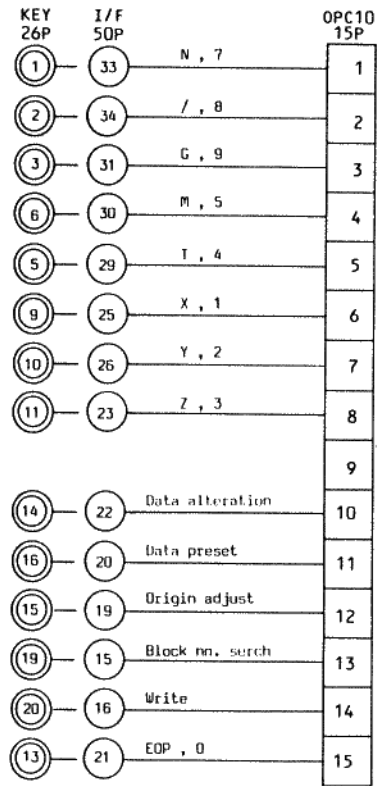 KEY I/F OPC10
26P 50P 15P
1 33 N , 7 1
2 34 / , 8 2
3 31 G , 9 3
6 30 M , 5 4
5 29 T , 4 5
9 25 X , 1 6
10 26 Y , 2 7
11 23 Z , 3 8
9
14 22 Data alteration 10
16 20 Data preset 11
15 19 Origin adjust 12
19 15 Block no. serch 13
20 16 Write 14
13 21 EOP , 0 15